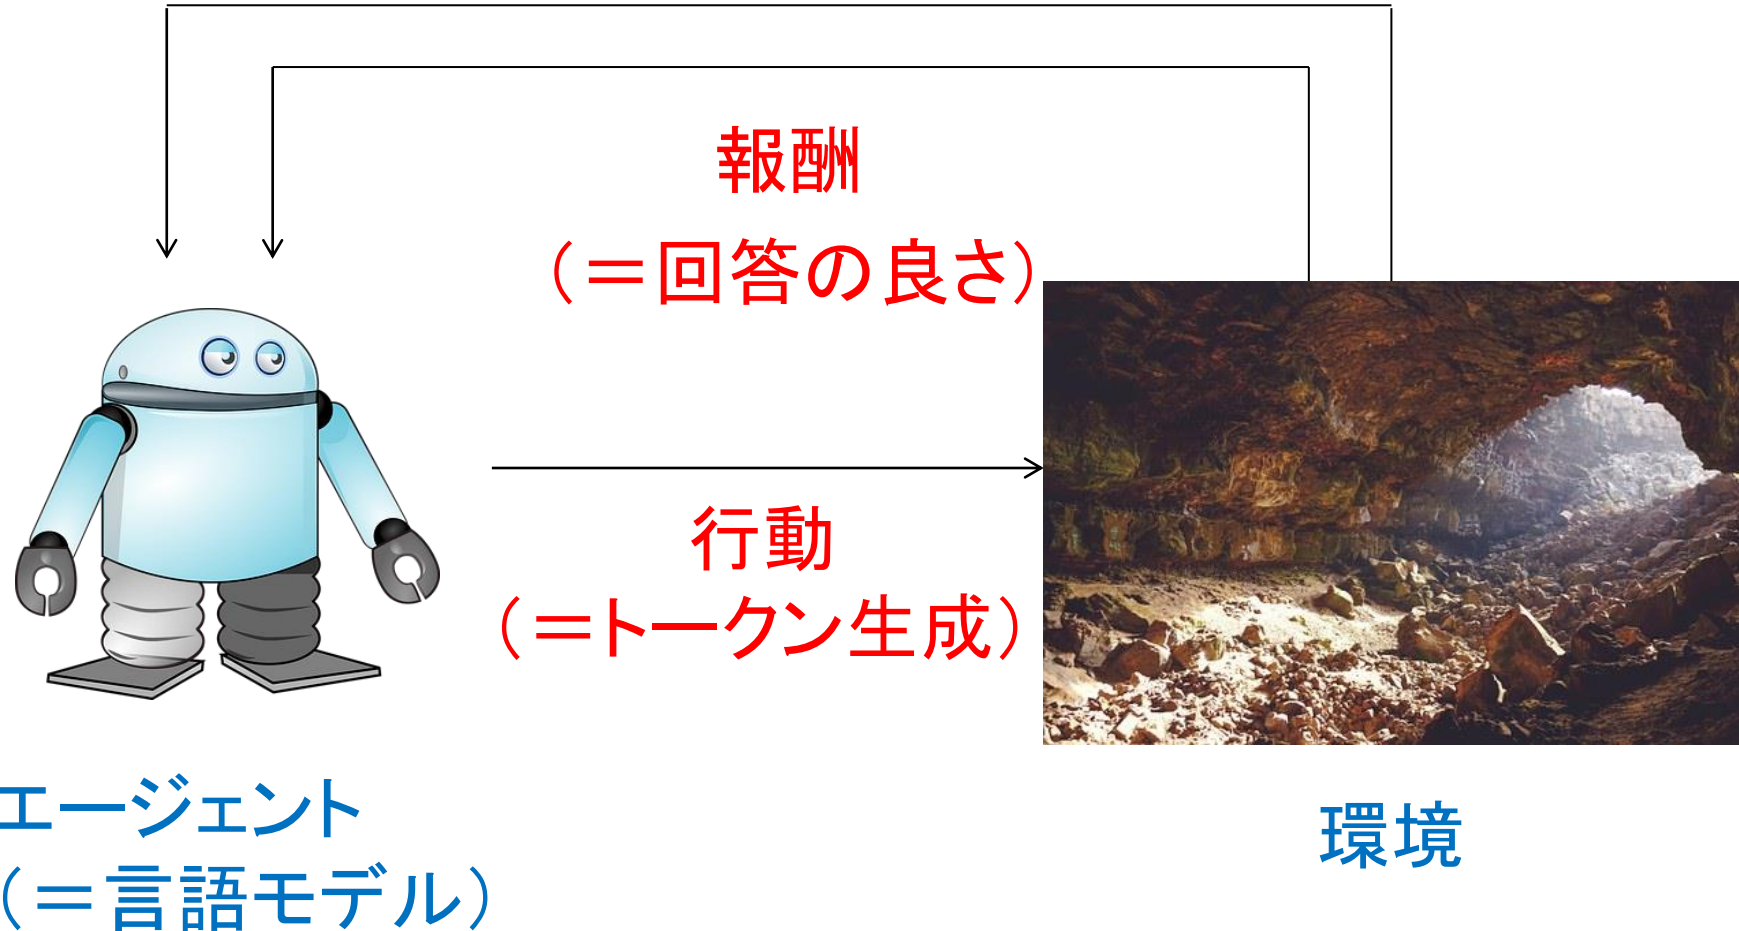 報酬
（＝回答の良さ）
行動
（＝トークン生成）
エージェント
（＝言語モデル）
環境